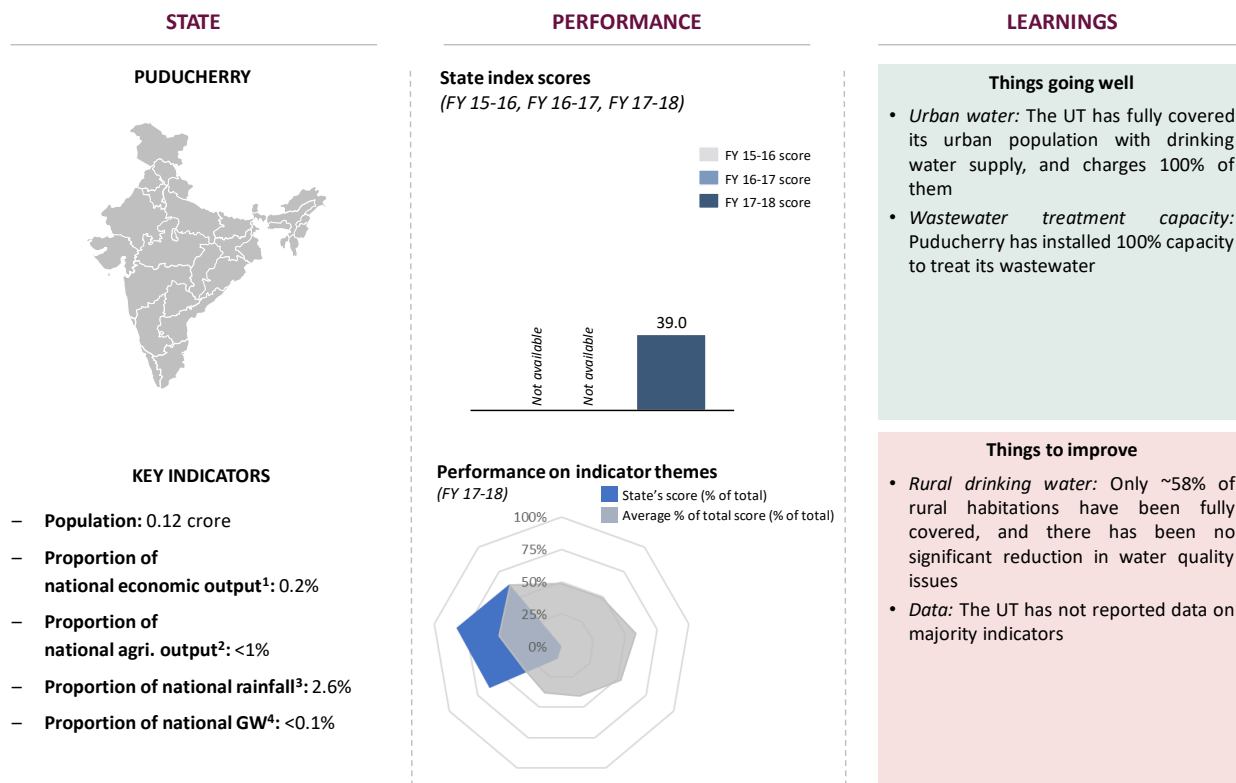 STATE
PUDUCHERRY
KEY INDICATORS
– Population: 0.12 crore
– Proportion of
national economic output¹: 0.2%
– Proportion of
national agri. output²: <1%
– Proportion of national rainfall³: 2.6%
– Proportion of national GW⁴: <0.1%
PERFORMANCE
State index scores
(FY 15-16, FY 16-17, FY 17-18)
FY 15-16 score
FY 16-17 score
FY 17-18 score
Not available
Not available
39.0
Performance on indicator themes
(FY 17-18)
State’s score (% of total)
Average % of total score (% of total)
100%
75%
50%
25%
0%
LEARNINGS
Things going well
• Urban water: The UT has fully covered
its urban population with drinking
water supply, and charges 100% of
them
• Wastewater treatment capacity:
Puducherry has installed 100% capacity
to treat its wastewater
Things to improve
• Rural drinking water: Only ~58% of
rural habitations have been fully
covered, and there has been no
significant reduction in water quality
issues
• Data: The UT has not reported data on
majority indicators